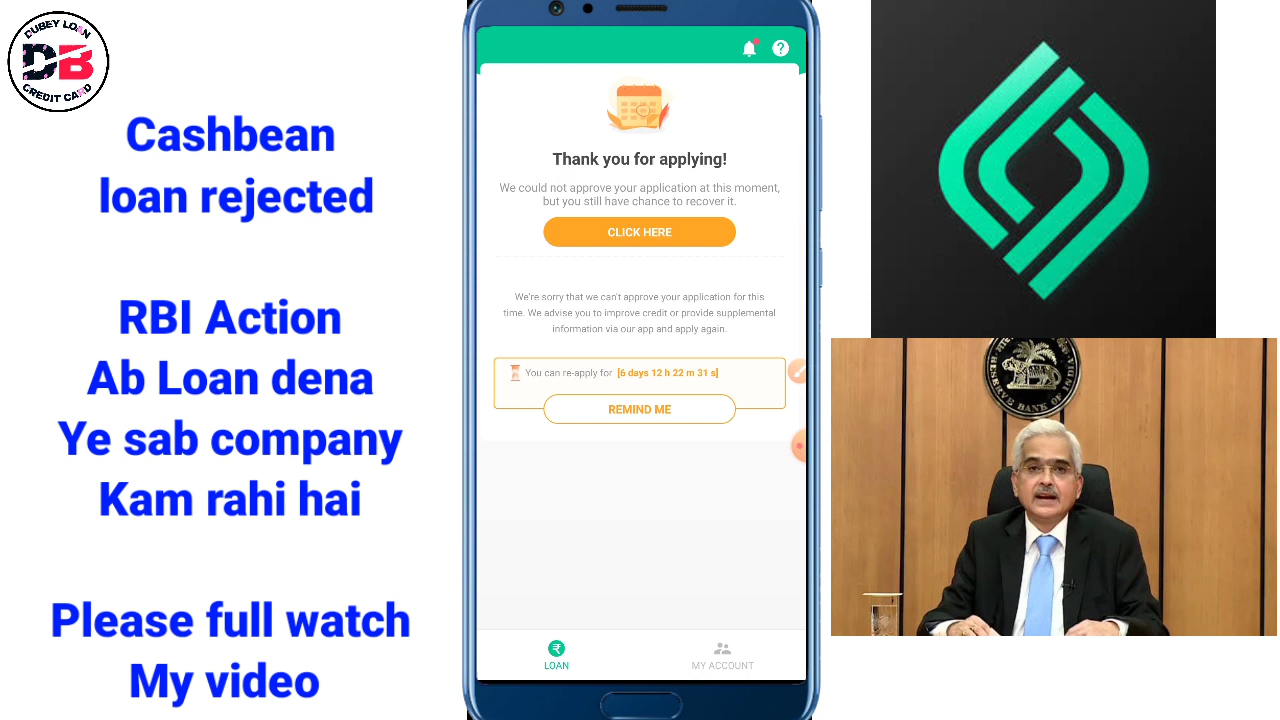 DUBEY LOAN
DB
CREDIT CARD
Cashbean
loan rejected
RBI Action
Ab Loan dena
Ye sab company
Kam rahi hai
Please full watch
My video
Thank you for applying!
We could not approve your application at this moment,
but you still have chance to recover it.
CLICK HERE
We're sorry that we can't approve your application for this
time. We advise you to improve credit or provide supplemental
information via our app and apply again.
You can re-apply for [6 days 12 h 22 m 31 s]
REMIND ME
LOAN
MY ACCOUNT
RESERVE BANK OF INDIA